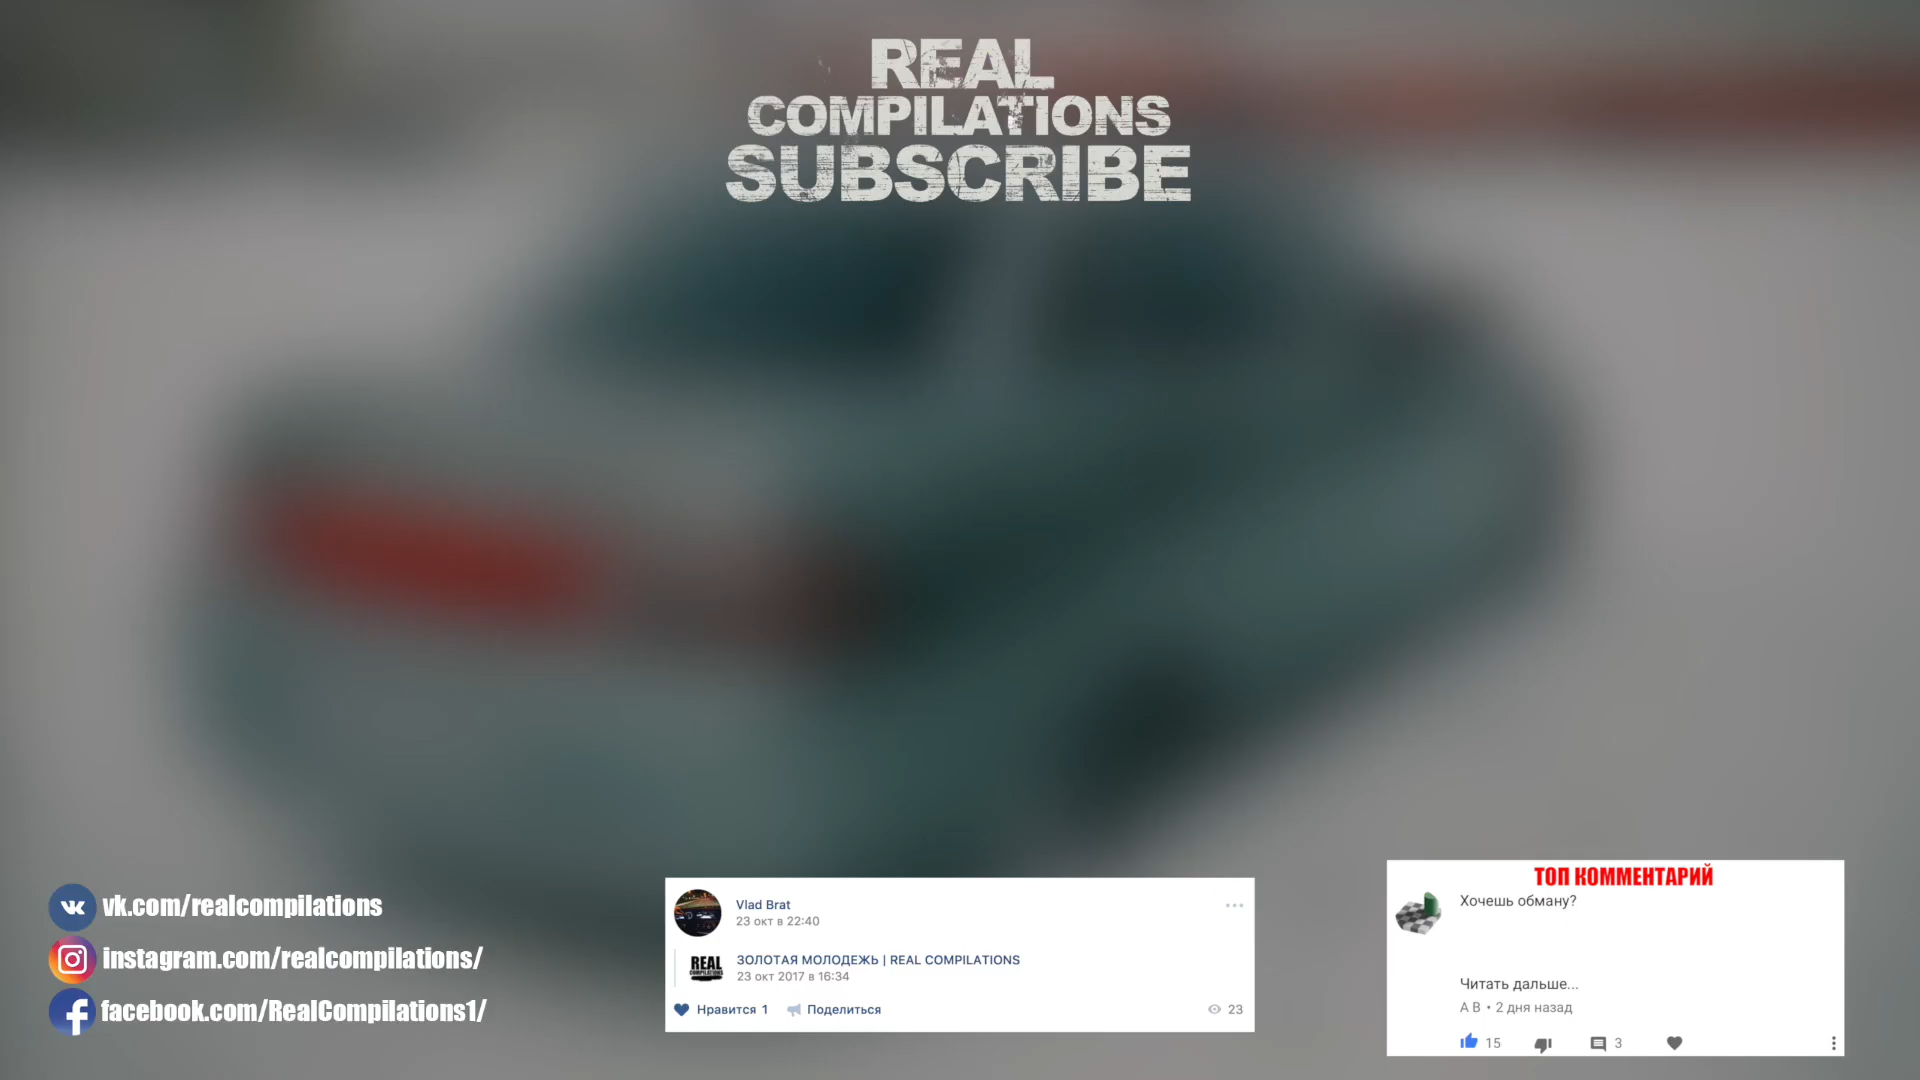 REAL
COMPILATIONS
SUBSCRIBE
vk.com/realcompilations
instagram.com/realcompilations/
facebook.com/RealCompilations1/
Vlad Brat
23 окт в 22:40
REAL
COMPILATIONS
ЗОЛОТАЯ МОЛОДЕЖЬ | REAL COMPILATIONS
23 окт 2017 в 16:34
Нравится 1 Поделиться 23
ТОП КОММЕНТАРИЙ
Хочешь обману?
Читать дальше...
A B • 2 дня назад
15 3